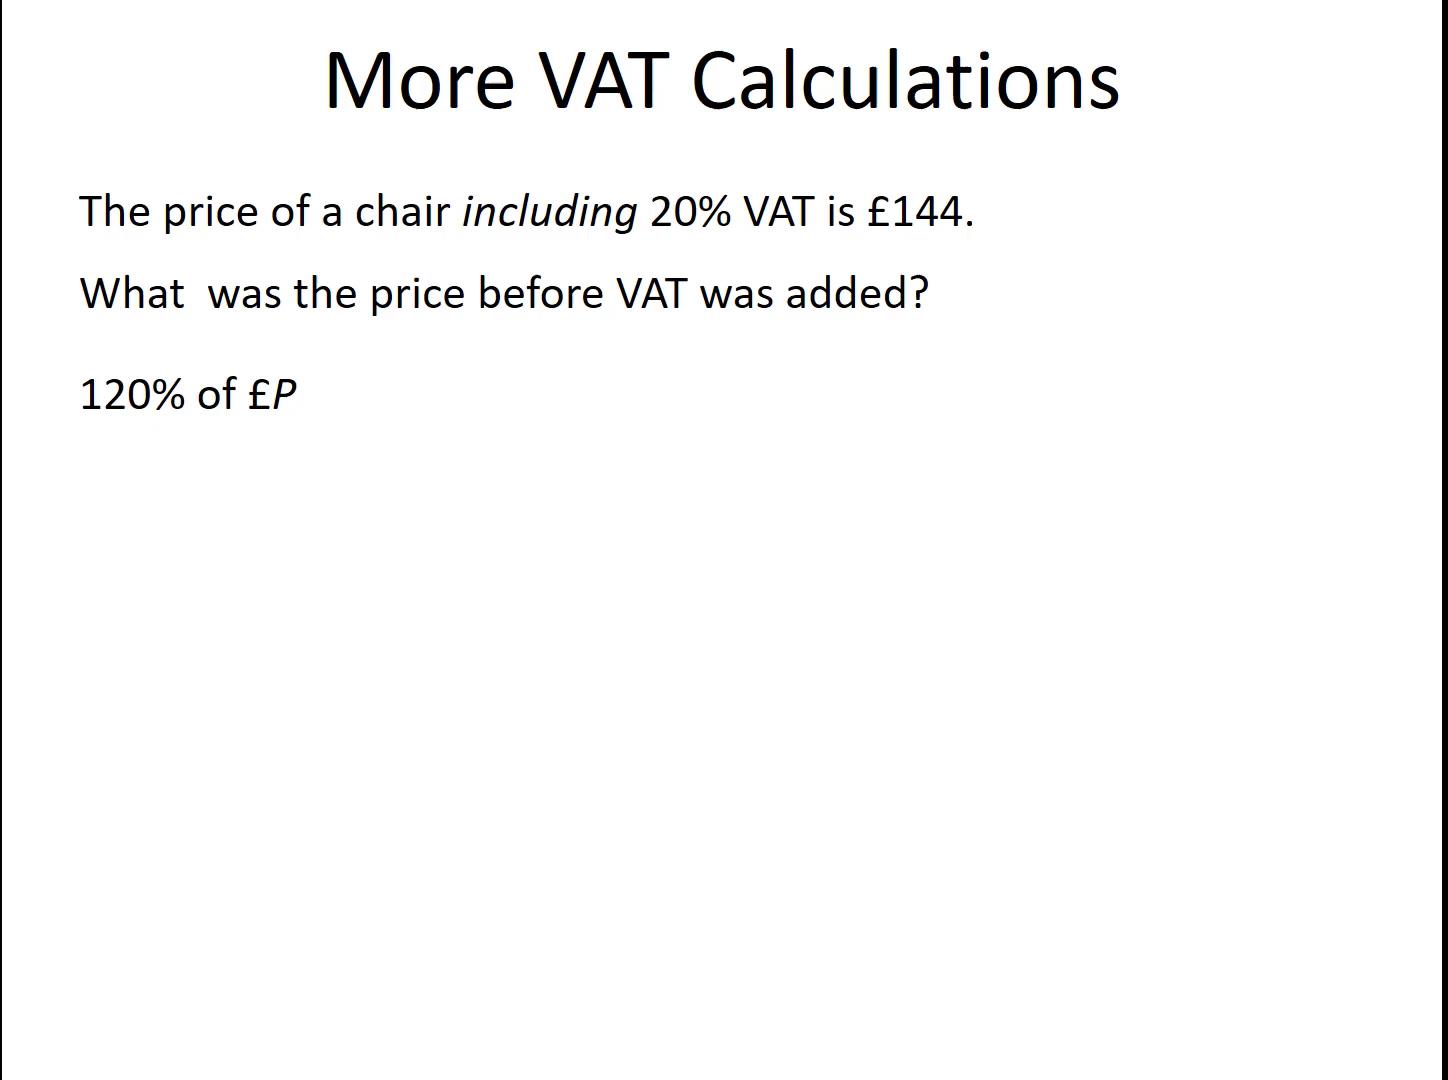 More VAT Calculations
The price of a chair including 20% VAT is £144.
What  was the price before VAT was added?
120% of £P